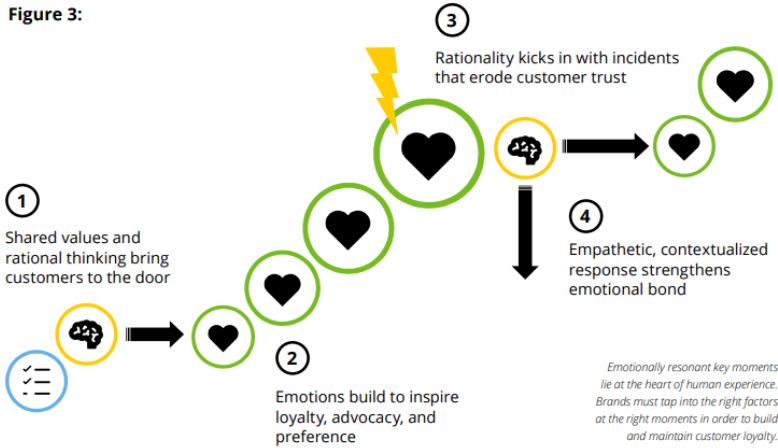 Figure 3:
1
Shared values and
rational thinking bring
customers to the door
2
Emotions build to inspire
loyalty, advocacy, and
preference
3
Rationality kicks in with incidents
that erode customer trust
4
Empathetic, contextualized
response strengthens
emotional bond
Emotionally resonant key moments
lie at the heart of human experience.
Brands must tap into the right factors
at the right moments in order to build
and maintain customer loyalty.